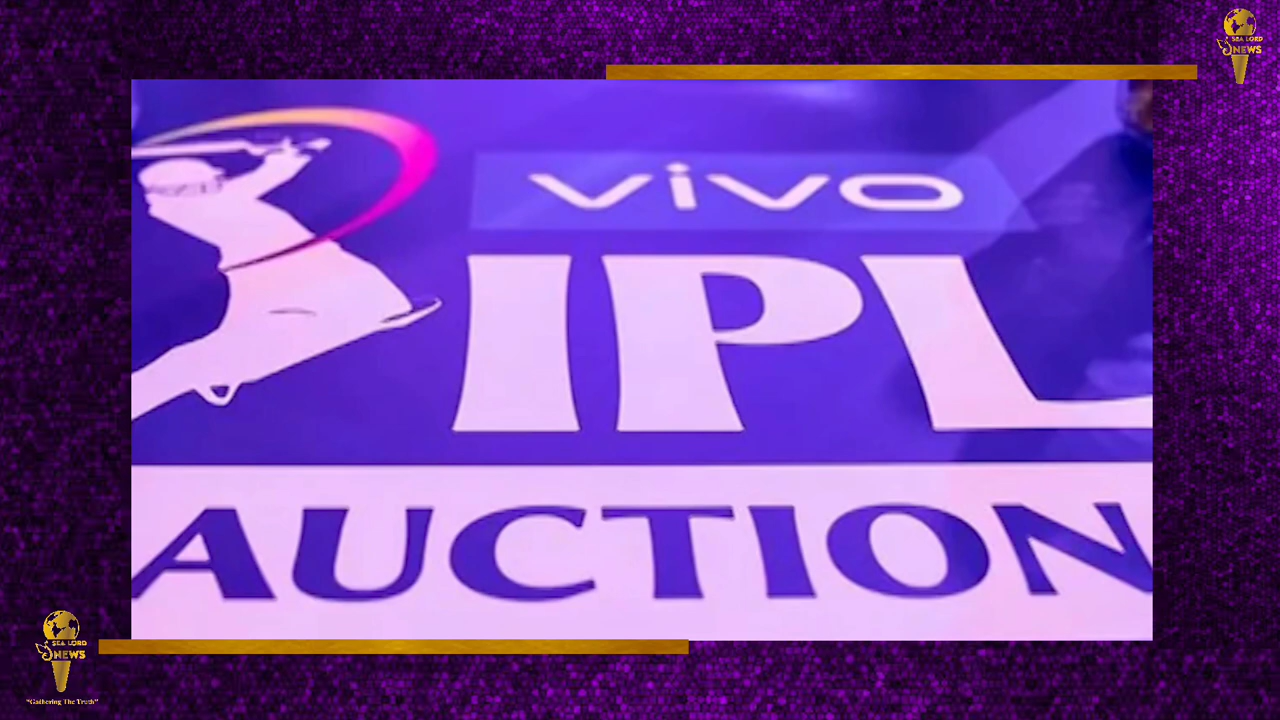 SEA LORD
NEWS
vivo
IPL
AUCTION
SEA LORD
NEWS
"Gathering The Truth"